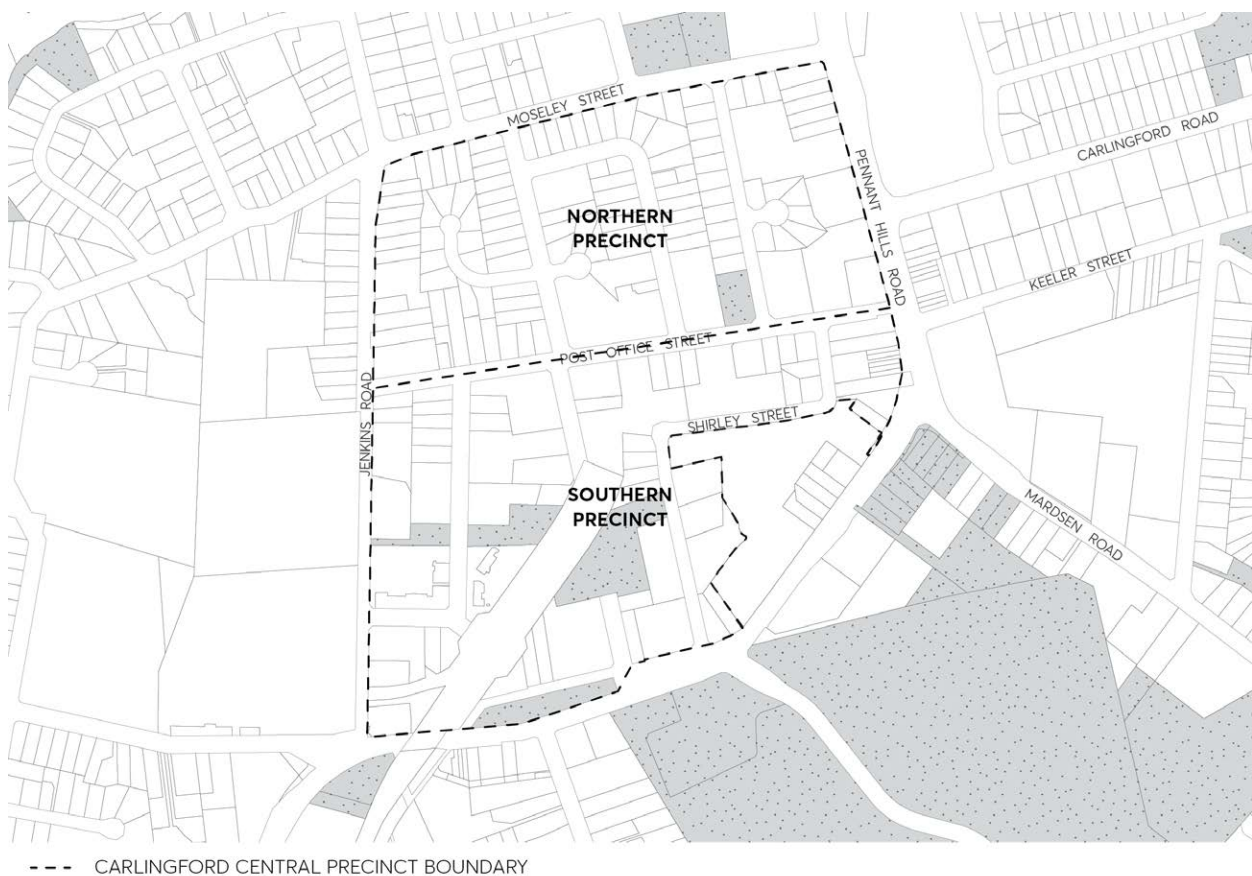 MOSELEY STREET
CARLINGFORD ROAD
PENNANT HILLS ROAD
NORTHERN
PRECINCT
KEELER STREET
POST OFFICE STREET
JENKINS ROAD
SHIRLEY STREET
SOUTHERN
PRECINCT
MARDSEN ROAD
CARLINGFORD CENTRAL PRECINCT BOUNDARY